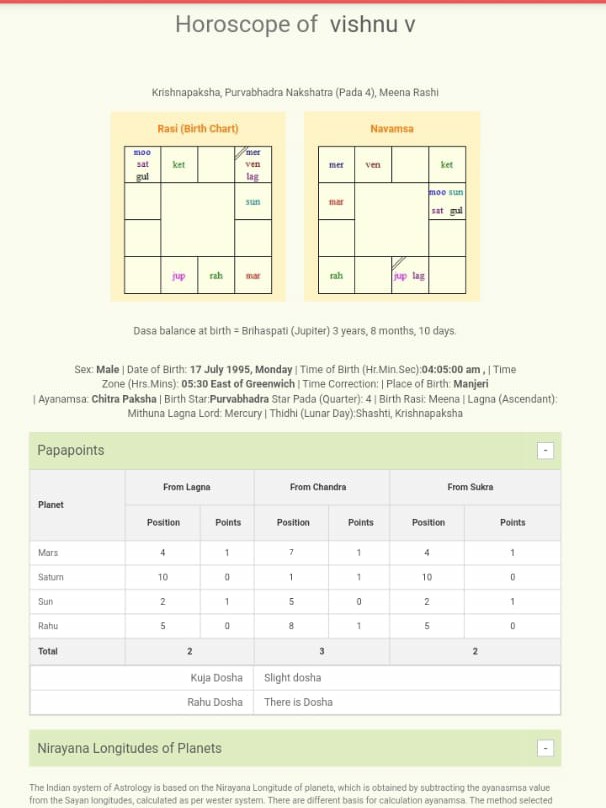 Horoscope of vishnu v
Krishnapaksha, Purvabhadra Nakshatra (Pada 4), Meena Rashi
Rasi (Birth Chart)
moo
sat
gul
ket
mer
ven
lag
sun
jup
rah
mar
Navamsa
mer
ven
ket
mar
moo sun
sat gul
rah
jup lag
Dasa balance at birth = Brihaspati (Jupiter) 3 years, 8 months, 10 days.
Sex: Male | Date of Birth: 17 July 1995, Monday | Time of Birth (Hr.Min.Sec):04:05:00 am , | Time
Zone (Hrs.Mins): 05:30 East of Greenwich | Time Correction: | Place of Birth: Manjeri
| Ayanamsa: Chitra Paksha | Birth Star:Purvabhadra Star Pada (Quarter): 4 | Birth Rasi: Meena | Lagna (Ascendant):
Mithuna Lagna Lord: Mercury | Thidhi (Lunar Day):Shashti, Krishnapaksha
Papapoints -
Planet From Lagna From Chandra From Sukra
Position Points Position Points Position Points
Mars 4 1 7 1 4 1
Saturn 10 0 1 1 10 0
Sun 2 1 5 0 2 1
Rahu 5 0 8 1 5 0
Total 2 3 2
Kuja Dosha Slight dosha
Rahu Dosha There is Dosha
Nirayana Longitudes of Planets -
The Indian system of Astrology is based on the Nirayana Longitude of planets, which is obtained by subtracting the ayanasmsa value
from the Sayan longitudes, calculated as per wester system. There are different basis for calculation ayanamsa. The method selected